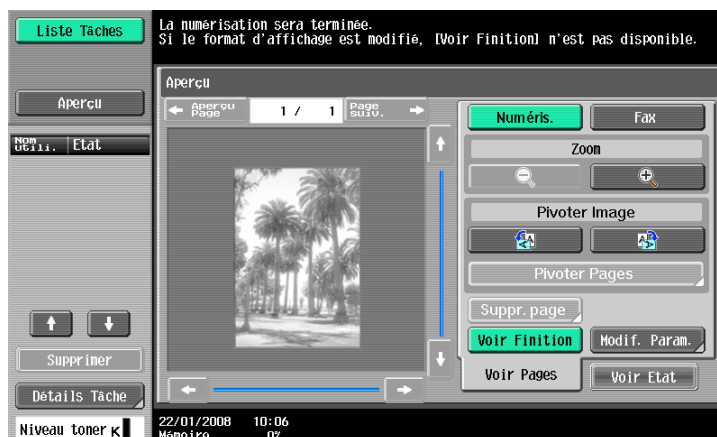 Liste Tâches
La numérisation sera terminée.
Si le format d'affichage est modifié, [Voir Finition] n'est pas disponible.
Aperçu
Aperçu
Aperçu Page
1 / 1
Page suiv.
Nom utili.
Etat
Numéris.
Fax
Zoom
Pivoter Image
Pivoter Pages
Suppr. page
Voir Finition
Modif. Param.
Voir Pages
Voir Etat
Supprimer
Détails Tâche
Niveau toner K
22/01/2008 10:06
Mémoire 0%